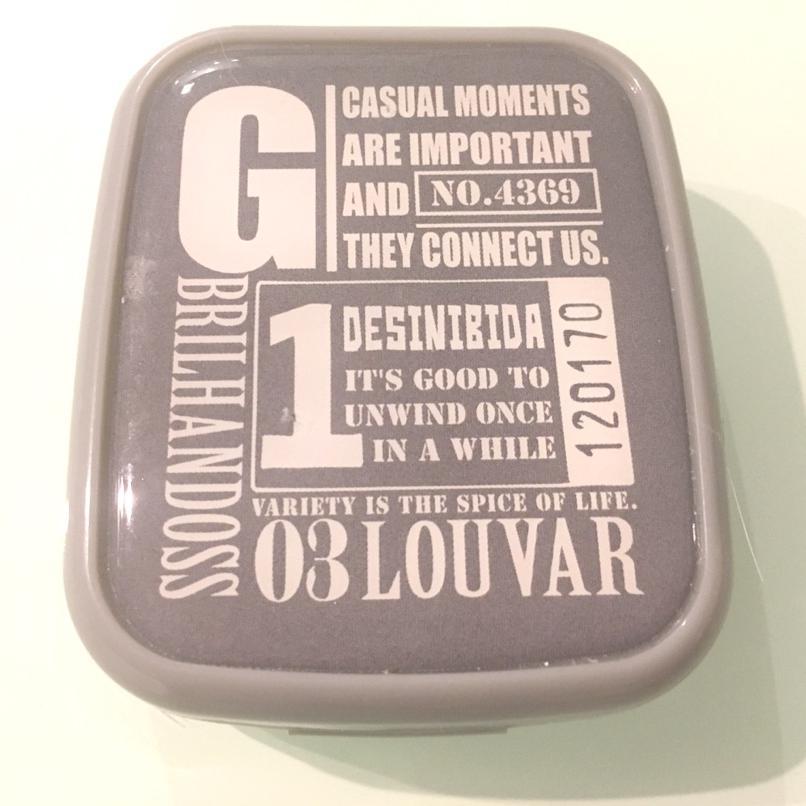 G
CASUAL MOMENTS
ARE IMPORTANT
AND NO.4369
THEY CONNECT US.
BRILHANDOSS
1
DESINIBIDA
IT'S GOOD TO
UNWIND ONCE
IN A WHILE
120170
VARIETY IS THE SPICE OF LIFE.
03 LOUVAR